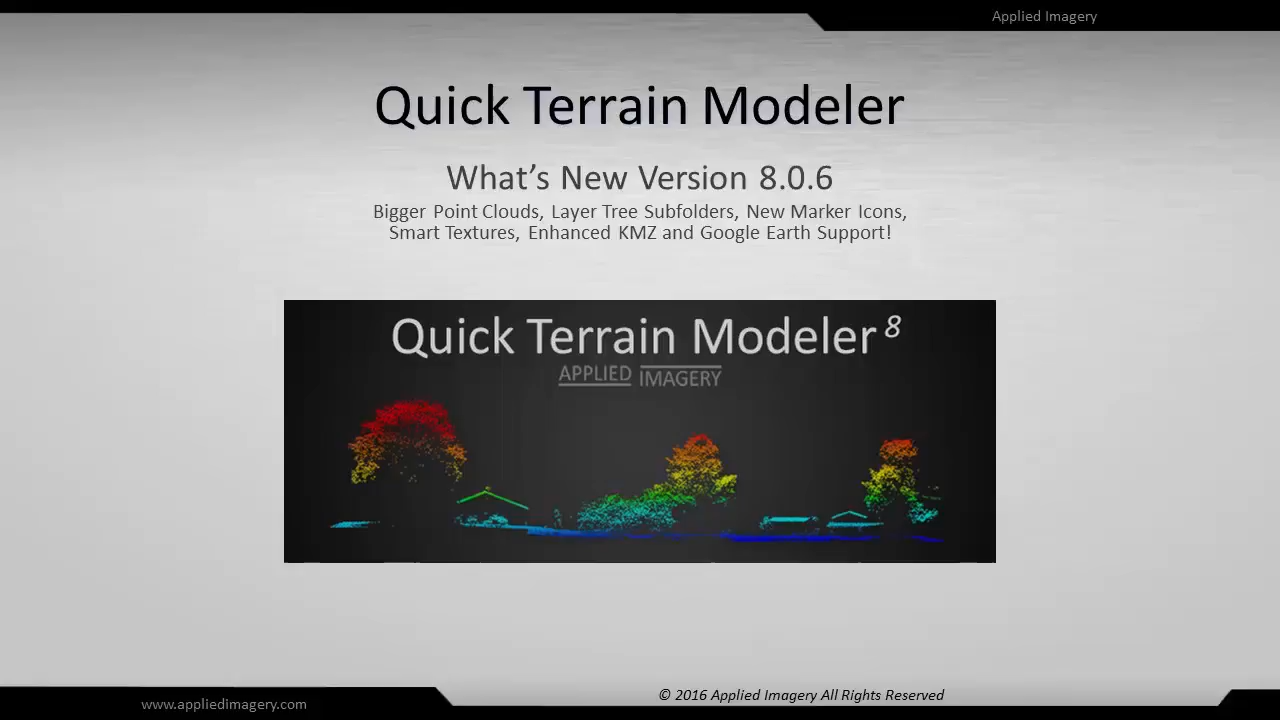 Applied Imagery
Quick Terrain Modeler
What's New Version 8.0.6
Bigger Point Clouds, Layer Tree Subfolders, New Marker Icons,
Smart Textures, Enhanced KMZ and Google Earth Support!
Quick Terrain Modeler 8
APPLIED IMAGERY
© 2016 Applied Imagery All Rights Reserved
www.appliedimagery.com